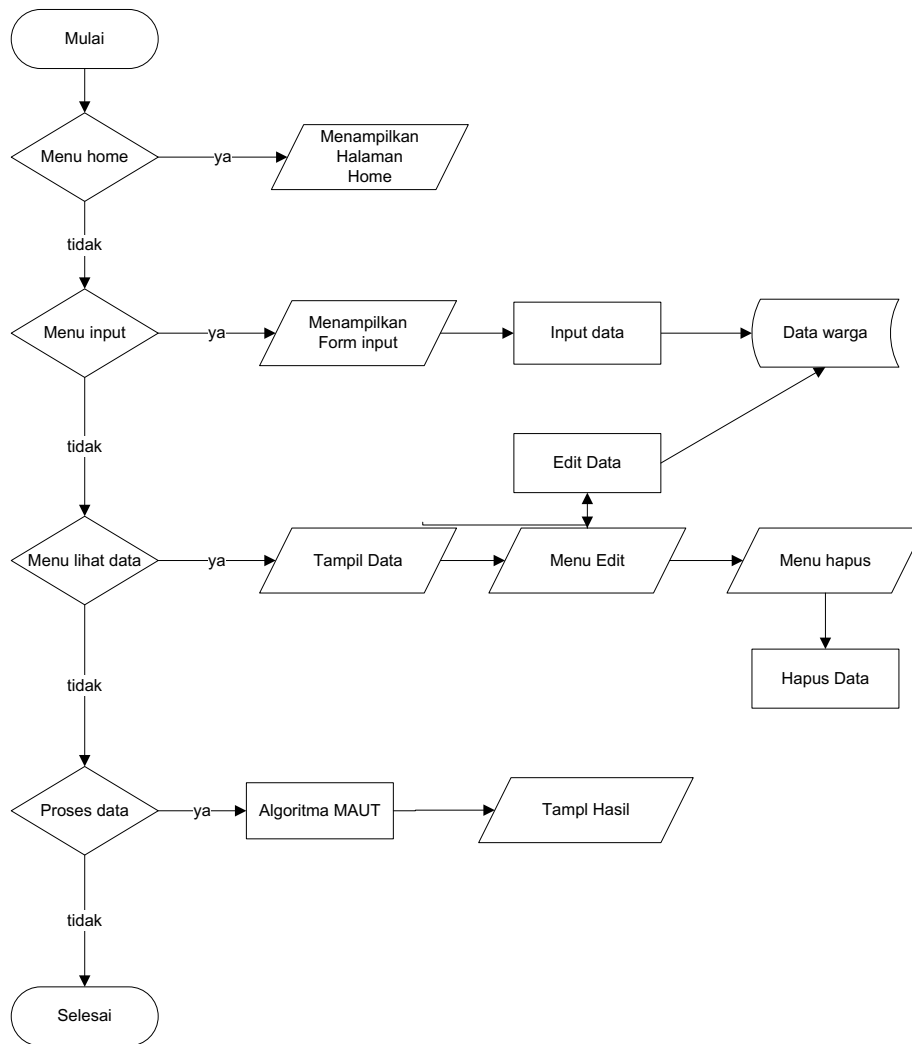 Mulai
Menu home
ya
Menampilkan
Halaman
Home
tidak
Menu input
ya
Menampilkan
Form input
Input data
Data warga
tidak
Edit Data
Menu lihat data
ya
Tampil Data
Menu Edit
Menu hapus
Hapus Data
tidak
Proses data
ya
Algoritma MAUT
Tampl Hasil
tidak
Selesai